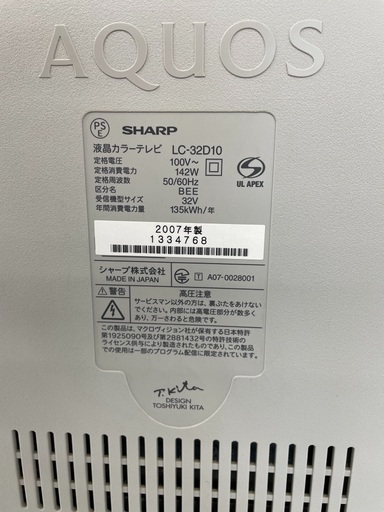 AQUOS
PS
E
SHARP
液晶カラーテレビ LC-32D10
定格電圧 100V～
定格消費電力 142W
定格周波数 50/60Hz
区分名 BEE
受信機型サイズ 32V
年間消費電力量 135kWh/年
UL APEX
2007年製
1334768
シャープ株式会社
MADE IN JAPAN
T A07-0028001
高圧注意
サービスマン以外の方は、裏ぶたをあけないでください。内部には高電圧部分が数多くあり、万一さわると危険です。
この製品は、マクロヴィジョン社が保有する日本特許
第1925090号及び第2881432号の特許技術の
ライセンス供与により製造されたもので、この製品
での使用は一部のプログラム配信に限定されています。
T. Kita
DESIGN
TOSHIYUKI KITA